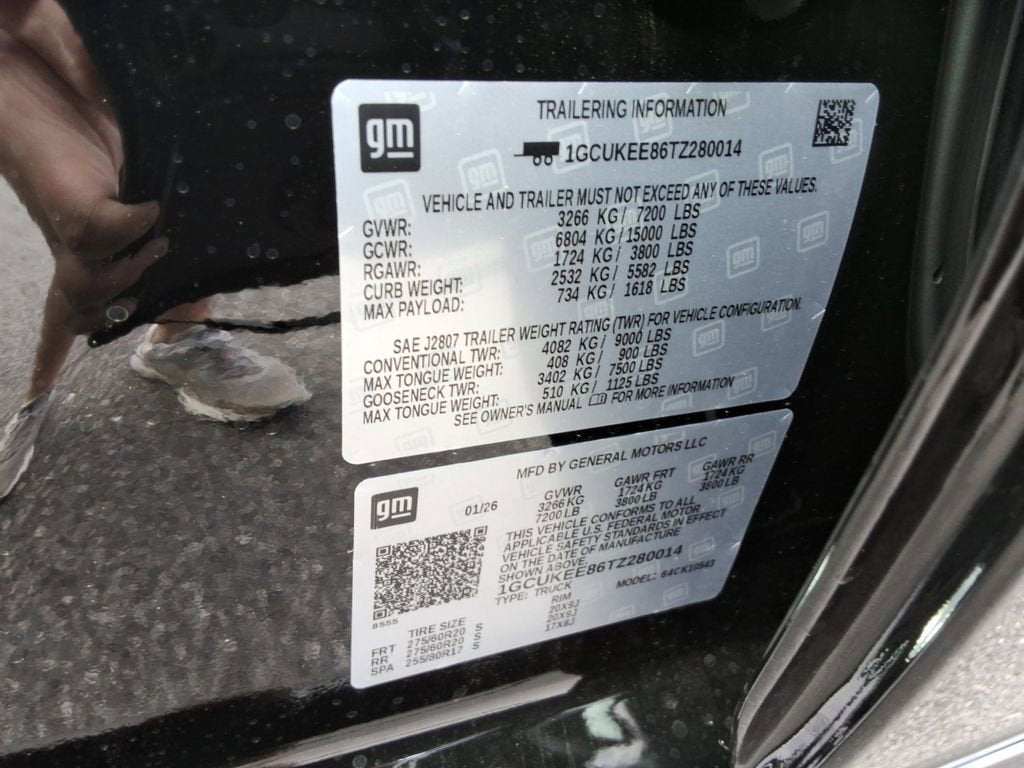 gm
TRAILERING INFORMATION
1GCUKEE86TZ280014
VEHICLE AND TRAILER MUST NOT EXCEED ANY OF THESE VALUES.
GVWR: 3266 KG/ 7200 LBS
GCWR: 6804 KG/ 15000 LBS
RGAWR: 1724 KG/ 3800 LBS
CURB WEIGHT: 2532 KG/ 5582 LBS
MAX PAYLOAD: 734 KG/ 1618 LBS
SAE J2807 TRAILER WEIGHT RATING (TWR) FOR VEHICLE CONFIGURATION.
CONVENTIONAL TWR: 4082 KG/ 9000 LBS
MAX TONGUE WEIGHT: 408 KG/ 900 LBS
GOOSENECK TWR: 3402 KG/ 7500 LBS
MAX TONGUE WEIGHT: 510 KG/ 1125 LBS
SEE OWNER'S MANUAL FOR MORE INFORMATION
gm
MFD BY GENERAL MOTORS LLC
01/26
GVWR GAWR FRT GAWR RR
3266 KG 1724 KG 1724 KG
7200 LB 3800 LB 3800 LB
THIS VEHICLE CONFORMS TO ALL
APPLICABLE U.S. FEDERAL MOTOR
VEHICLE SAFETY STANDARDS IN EFFECT
ON THE DATE OF MANUFACTURE
SHOWN ABOVE.
1GCUKEE86TZ280014
TYPE: TRUCK MODEL: 64CK10543
8555
TIRE SIZE RIM
FRT 275/60R20 S 20X9J
RR 275/60R20 S 20X9J
SPA 255/80R17 S 17X8J